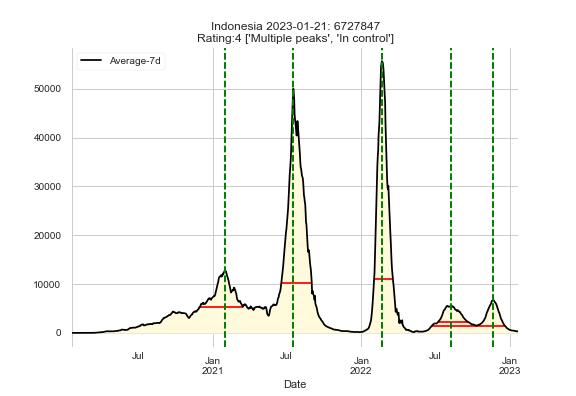 Indonesia 2023-01-21: 6727847
Rating:4 ['Multiple peaks', 'In control']
Average-7d
50000
40000
30000
20000
10000
0
Jul
Jan
2021
Jul
Jan
2022
Jul
Jan
2023
Date